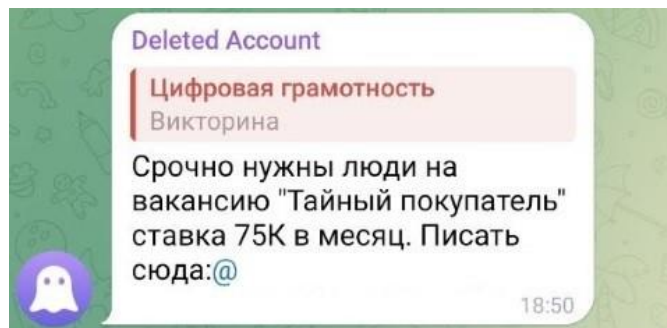 Deleted Account
Цифровая грамотность
Викторина
Срочно нужны люди на
вакансию "Тайный покупатель"
ставка 75К в месяц. Писать
сюда:@
18:50